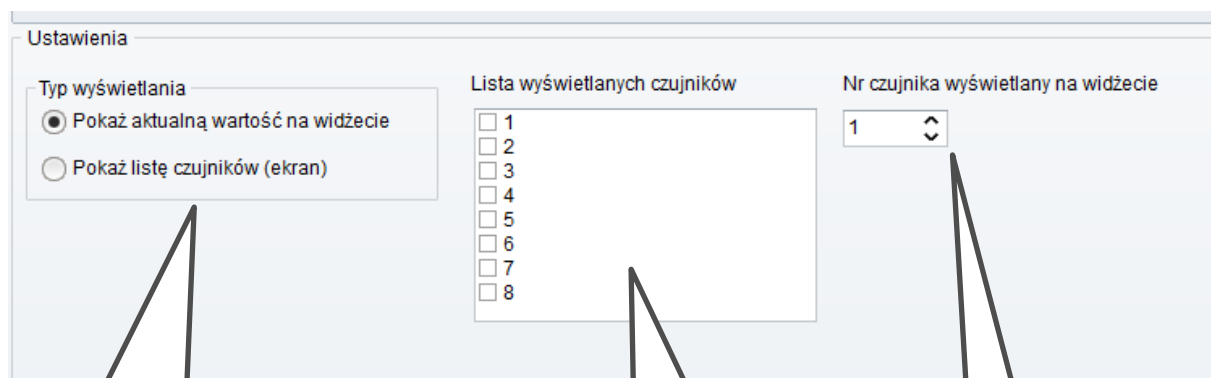 Ustawienia
Typ wyświetlania
Pokaż aktualną wartość na widżecie
Pokaż listę czujników (ekran)
Lista wyświetlanych czujników
1
2
3
4
5
6
7
8
Nr czujnika wyświetlany na widżecie
1